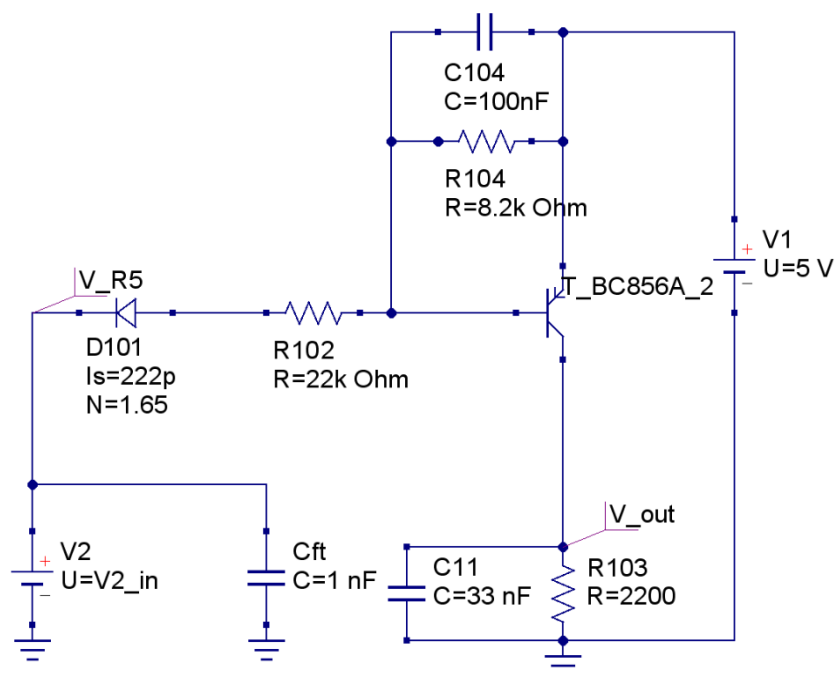 C104
C=100nF
R104
R=8.2k Ohm
V1
U=5 V
T_BC856A_2
V_R5
D101
Is=222p
N=1.65
R102
R=22k Ohm
V_out
V2
U=V2_in
Cft
C=1 nF
C11
C=33 nF
R103
R=2200